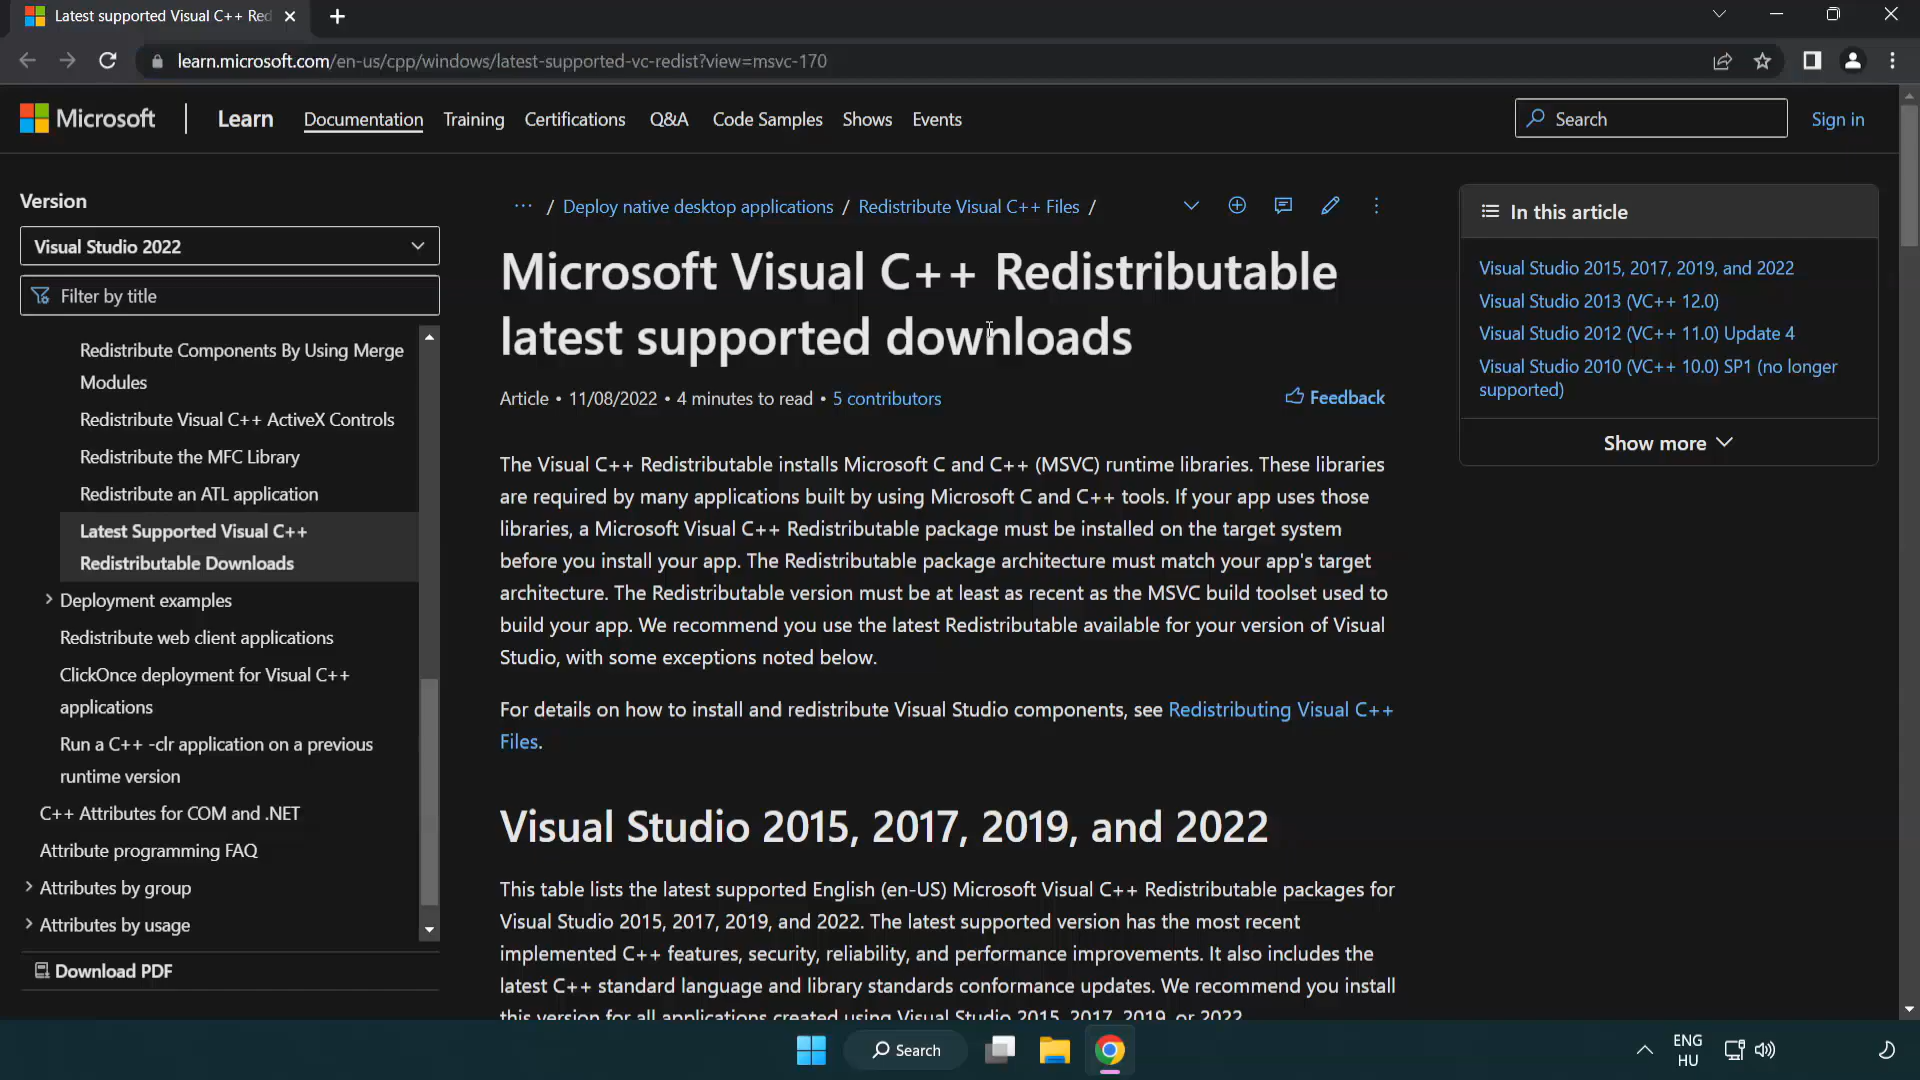 Latest supported Visual C++ Red
learn.microsoft.com/en-us/cpp/windows/latest-supported-vc-redist?view=msvc-170
Microsoft
Learn
Documentation
Training
Certifications
Q&A
Code Samples
Shows
Events
Search
Sign in
Version
Visual Studio 2022
Filter by title
Redistribute Components By Using Merge
Modules
Redistribute Visual C++ ActiveX Controls
Redistribute the MFC Library
Redistribute an ATL application
Latest Supported Visual C++
Redistributable Downloads
Deployment examples
Redistribute web client applications
ClickOnce deployment for Visual C++
applications
Run a C++ -clr application on a previous
runtime version
C++ Attributes for COM and .NET
Attribute programming FAQ
Attributes by group
Attributes by usage
Download PDF
... / Deploy native desktop applications / Redistribute Visual C++ Files /
Microsoft Visual C++ Redistributable
latest supported downloads
Article • 11/08/2022 • 4 minutes to read • 5 contributors
Feedback
The Visual C++ Redistributable installs Microsoft C and C++ (MSVC) runtime libraries. These libraries
are required by many applications built by using Microsoft C and C++ tools. If your app uses those
libraries, a Microsoft Visual C++ Redistributable package must be installed on the target system
before you install your app. The Redistributable package architecture must match your app's target
architecture. The Redistributable version must be at least as recent as the MSVC build toolset used to
build your app. We recommend you use the latest Redistributable available for your version of Visual
Studio, with some exceptions noted below.
For details on how to install and redistribute Visual Studio components, see Redistributing Visual C++
Files.
Visual Studio 2015, 2017, 2019, and 2022
This table lists the latest supported English (en-US) Microsoft Visual C++ Redistributable packages for
Visual Studio 2015, 2017, 2019, and 2022. The latest supported version has the most recent
implemented C++ features, security, reliability, and performance improvements. It also includes the
latest C++ standard language and library standards conformance updates. We recommend you install
this version for all applications created using Visual Studio 2015, 2017, 2019, or 2022.
In this article
Visual Studio 2015, 2017, 2019, and 2022
Visual Studio 2013 (VC++ 12.0)
Visual Studio 2012 (VC++ 11.0) Update 4
Visual Studio 2010 (VC++ 10.0) SP1 (no longer
supported)
Show more
Search
ENG
HU